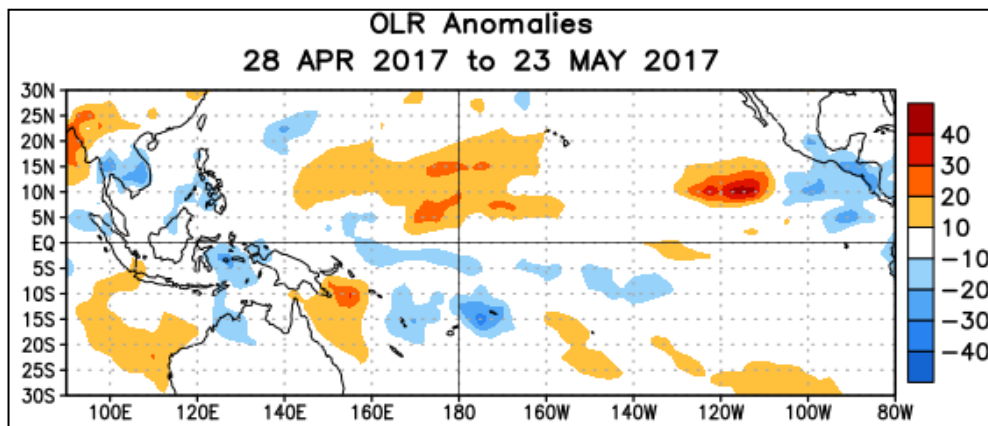 OLR Anomalies
28 APR 2017 to 23 MAY 2017
30N
25N
20N
15N
10N
5N
EQ
5S
10S
15S
20S
25S
30S
100E 120E 140E 160E 180 160W 140W 120W 100W 80W
40
30
20
10
-10
-20
-30
-40